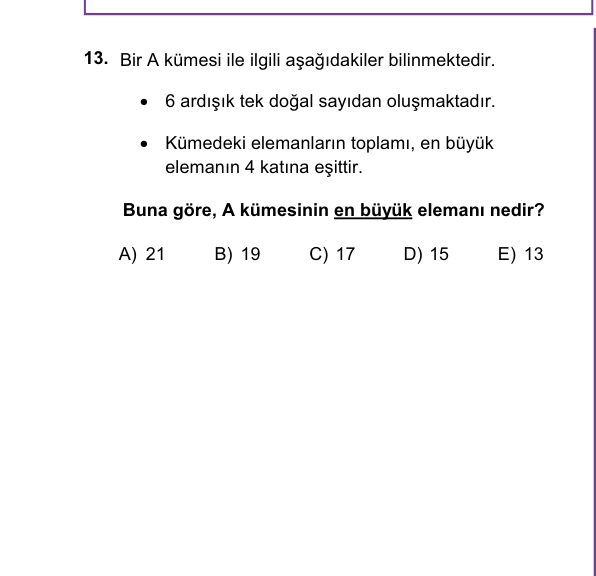 13. Bir A kümesi ile ilgili aşağıdakiler bilinmektedir.
• 6 ardışık tek doğal sayıdan oluşmaktadır.
• Kümedeki elemanların toplamı, en büyük
elemanın 4 katına eşittir.
Buna göre, A kümesinin en büyük elemanı nedir?
A) 21 B) 19 C) 17 D) 15 E) 13